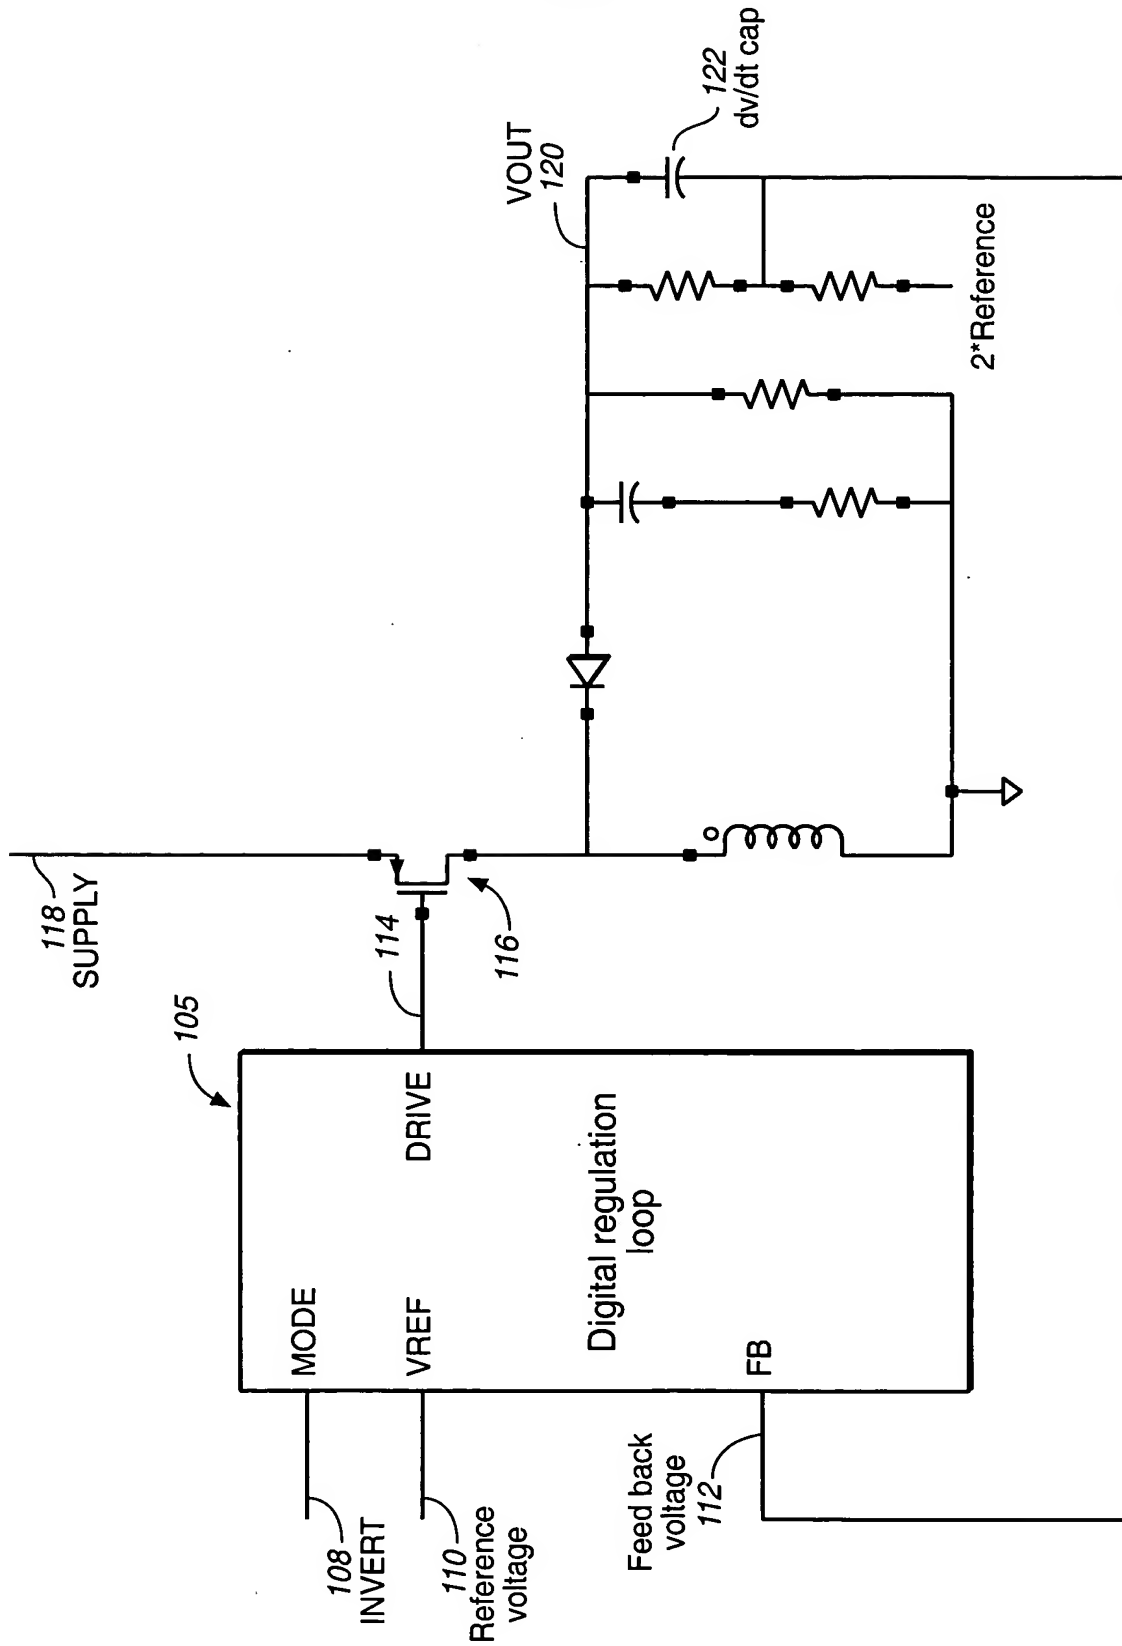 118
SUPPLY
105
114
116
VOUT
120
122
dv/dt cap
2*Reference
MODE
VREF
DRIVE
Digital regulation
loop
FB
108
INVERT
110
Reference
voltage
Feed back
voltage
112